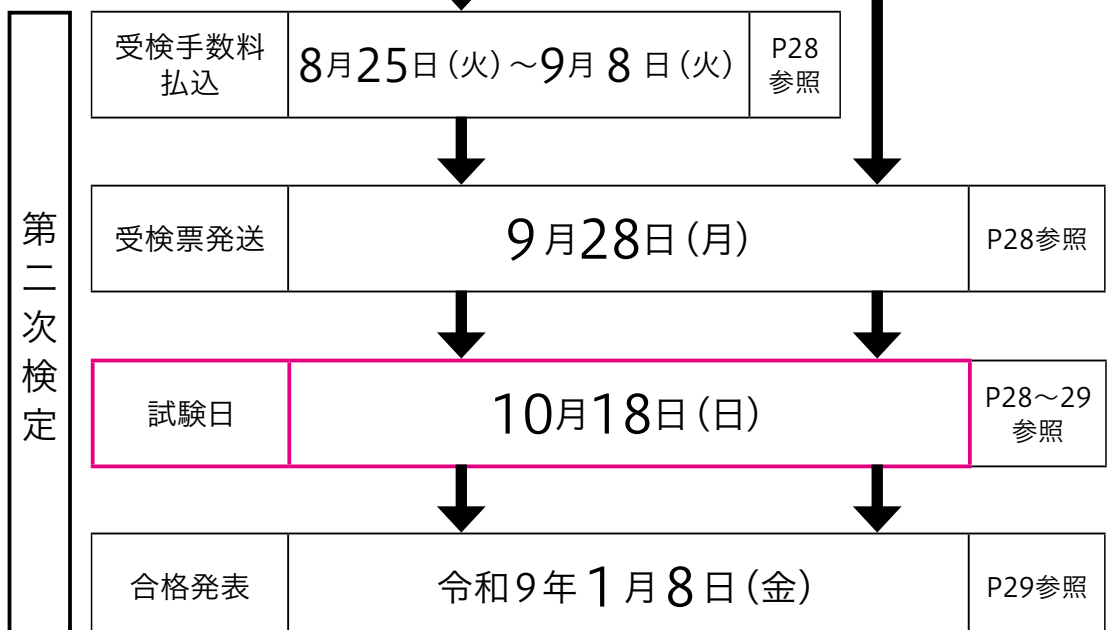 第二次検定
受検手数料
払込
8月25日（火）～9月8日（火）
P28
参照
受検票発送
9月28日（月）
P28参照
試験日
10月18日（日）
P28～29
参照
合格発表
令和9年1月8日（金）
P29参照